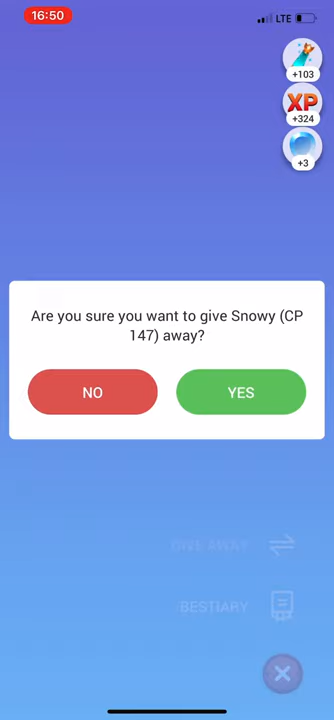 16:50
LTE
+103
XP
+324
+3
Are you sure you want to give Snowy (CP
147) away?
NO
YES
GIVE AWAY
BESTIARY